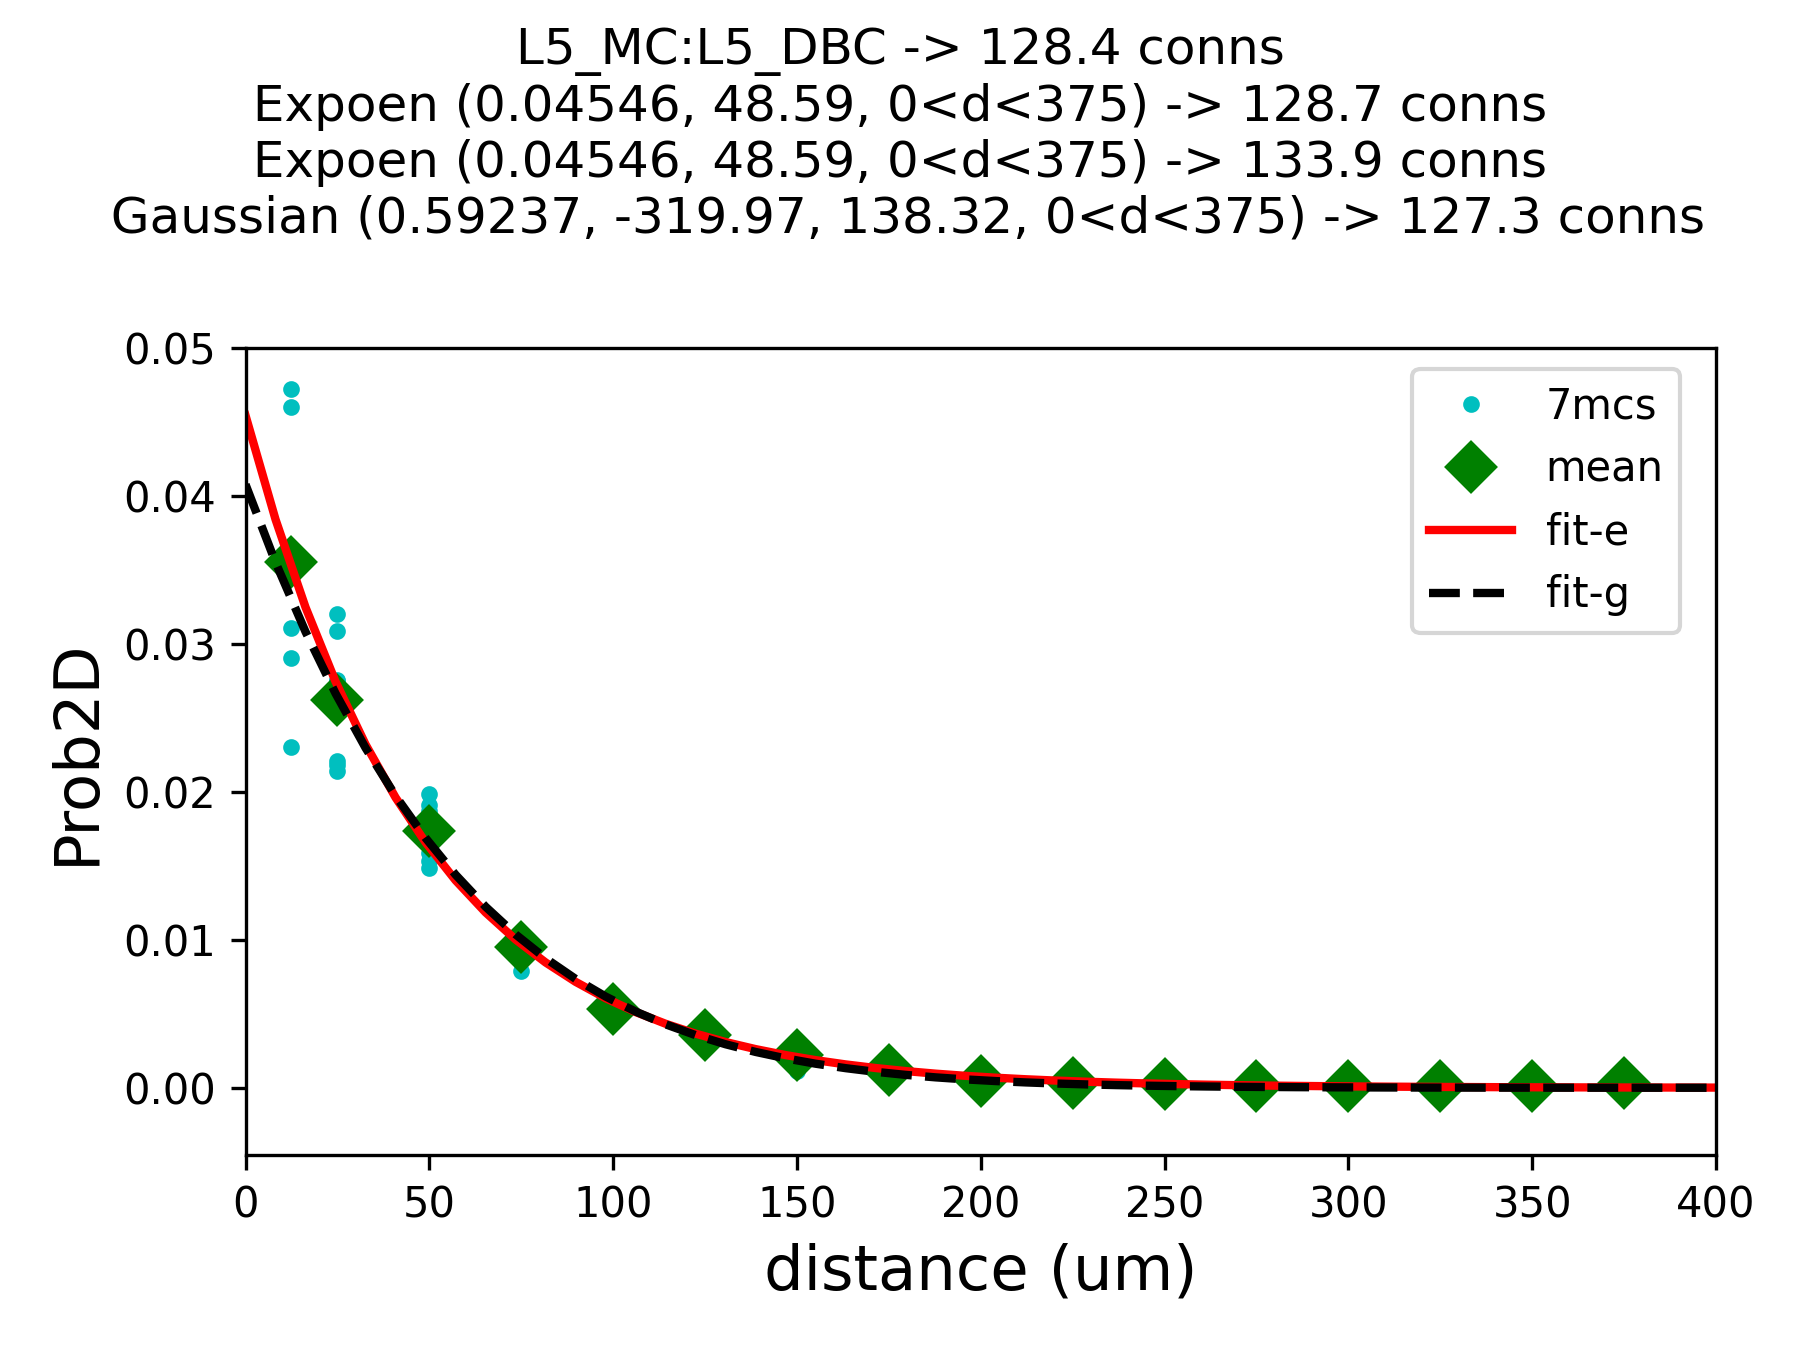 L5_MC:L5_DBC -> 128.4 conns
Expoen (0.04546, 48.59, 0<d<375) -> 128.7 conns
Expoen (0.04546, 48.59, 0<d<375) -> 133.9 conns
Gaussian (0.59237, -319.97, 138.32, 0<d<375) -> 127.3 conns
0.05
0.04
0.03
0.02
0.01
0.00
Prob2D
7mcs
mean
fit-e
fit-g
0 50 100 150 200 250 300 350 400
distance (um)